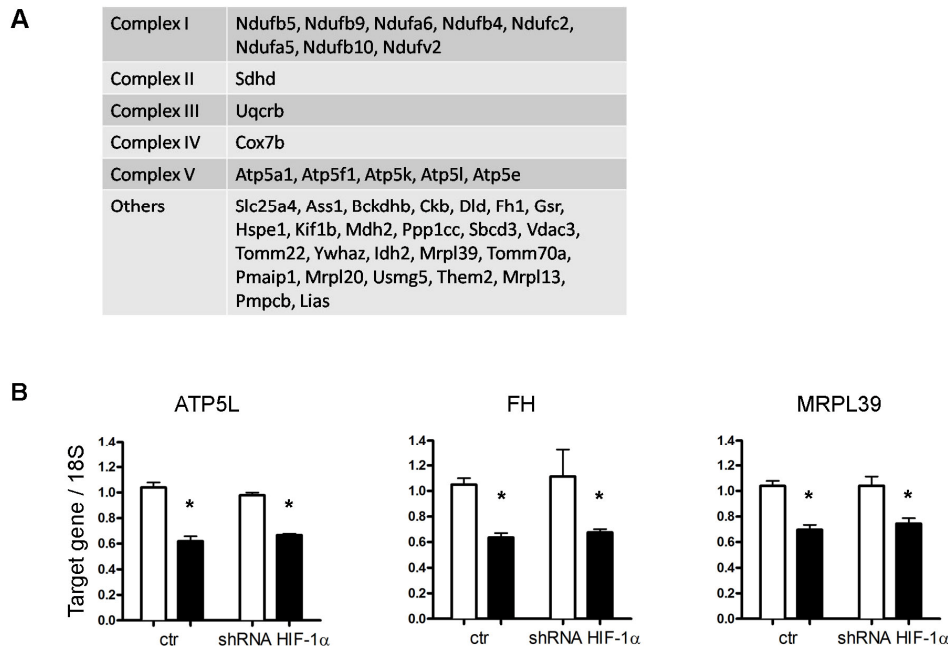 A
Complex I Ndufb5, Ndufb9, Ndufa6, Ndufb4, Ndufc2,
Ndufa5, Ndufb10, Ndufv2
Complex II Sdhd
Complex III Uqcrb
Complex IV Cox7b
Complex V Atp5a1, Atp5f1, Atp5k, Atp5l, Atp5e
Others Slc25a4, Ass1, Bckdhb, Ckb, Dld, Fh1, Gsr,
Hspe1, Kif1b, Mdh2, Ppp1cc, Sbcd3, Vdac3,
Tomm22, Ywhaz, Idh2, Mrpl39, Tomm70a,
Pmaip1, Mrpl20, Usmg5, Them2, Mrpl13,
Pmpcb, Lias
B
ATP5L
Target gene / 18S
1.4
1.2
1.0
0.8
0.6
0.4
0.2
0.0
* *
ctr shRNA HIF-1α
FH
1.4
1.2
1.0
0.8
0.6
0.4
0.2
0.0
* *
ctr shRNA HIF-1α
MRPL39
1.4
1.2
1.0
0.8
0.6
0.4
0.2
0.0
* *
ctr shRNA HIF-1α